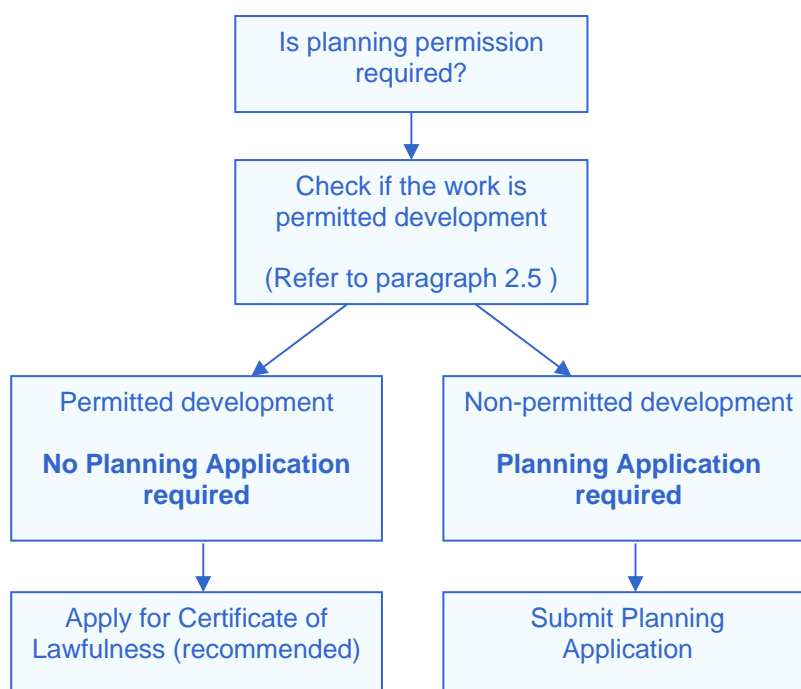 Is planning permission
required?
Check if the work is
permitted development
(Refer to paragraph 2.5 )
Permitted development
No Planning Application
required
Non-permitted development
Planning Application
required
Apply for Certificate of
Lawfulness (recommended)
Submit Planning
Application